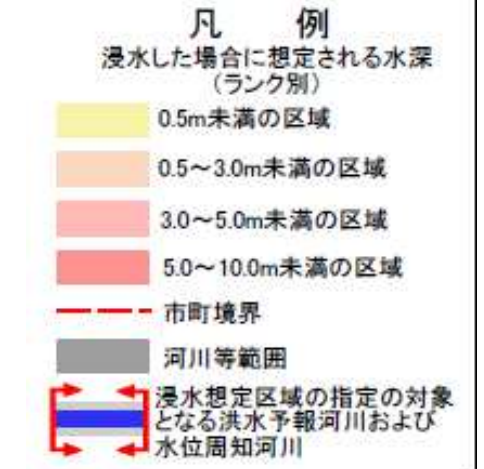 凡 例
浸水した場合に想定される水深
(ランク別)
0.5m未満の区域
0.5～3.0m未満の区域
3.0～5.0m未満の区域
5.0～10.0m未満の区域
市町境界
河川等範囲
浸水想定区域の指定の対象
となる洪水予報河川および
水位周知河川